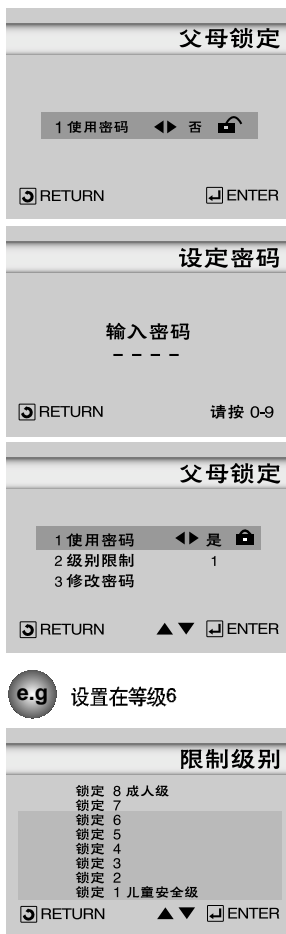 父母锁定
1 使用密码 ◀▶ 否
RETURN ENTER
设定密码
输入密码
– – – –
RETURN 请按 0-9
父母锁定
1 使用密码 ◀▶ 是
2 级别限制 1
3 修改密码
RETURN ▲▼ ENTER
e.g 设置在等级6
限制级别
锁定 8 成人级
锁定 7
锁定 6
锁定 5
锁定 4
锁定 3
锁定 2
锁定 1 儿童安全级
RETURN ▲▼ ENTER